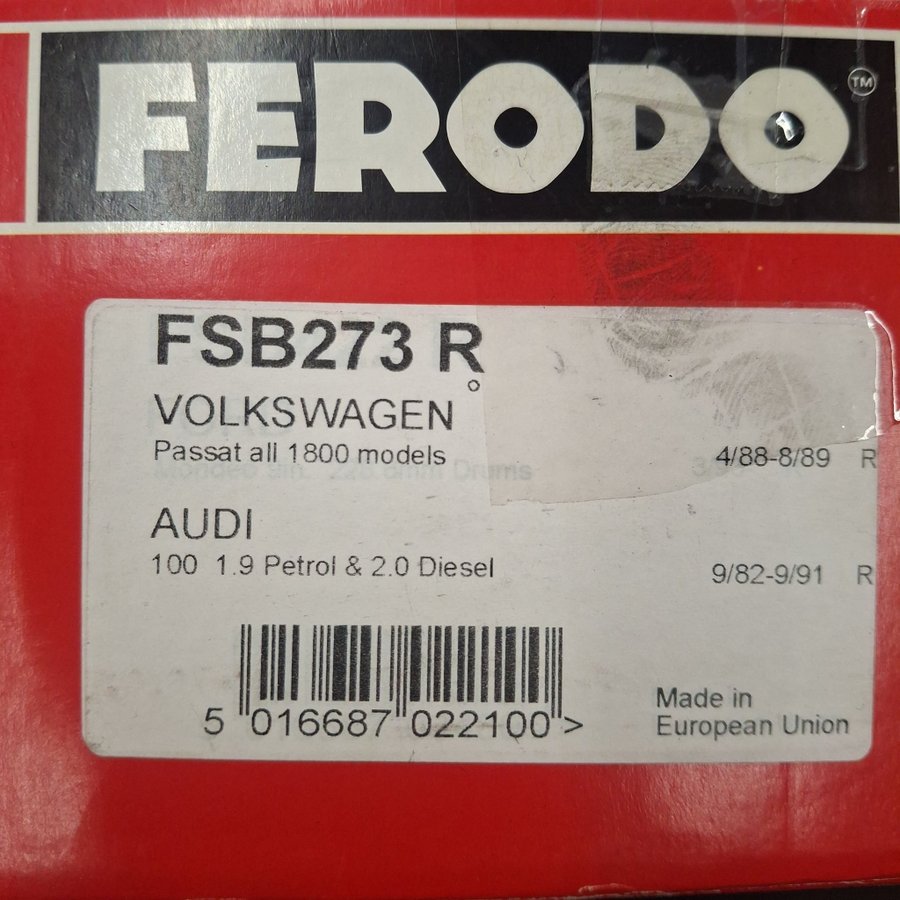 FERODO™
FSB273 R
VOLKSWAGEN
Passat all 1800 models 4/88-8/89 R
AUDI
100 1.9 Petrol & 2.0 Diesel 9/82-9/91 R
5 016687 022100 >
Made in
European Union